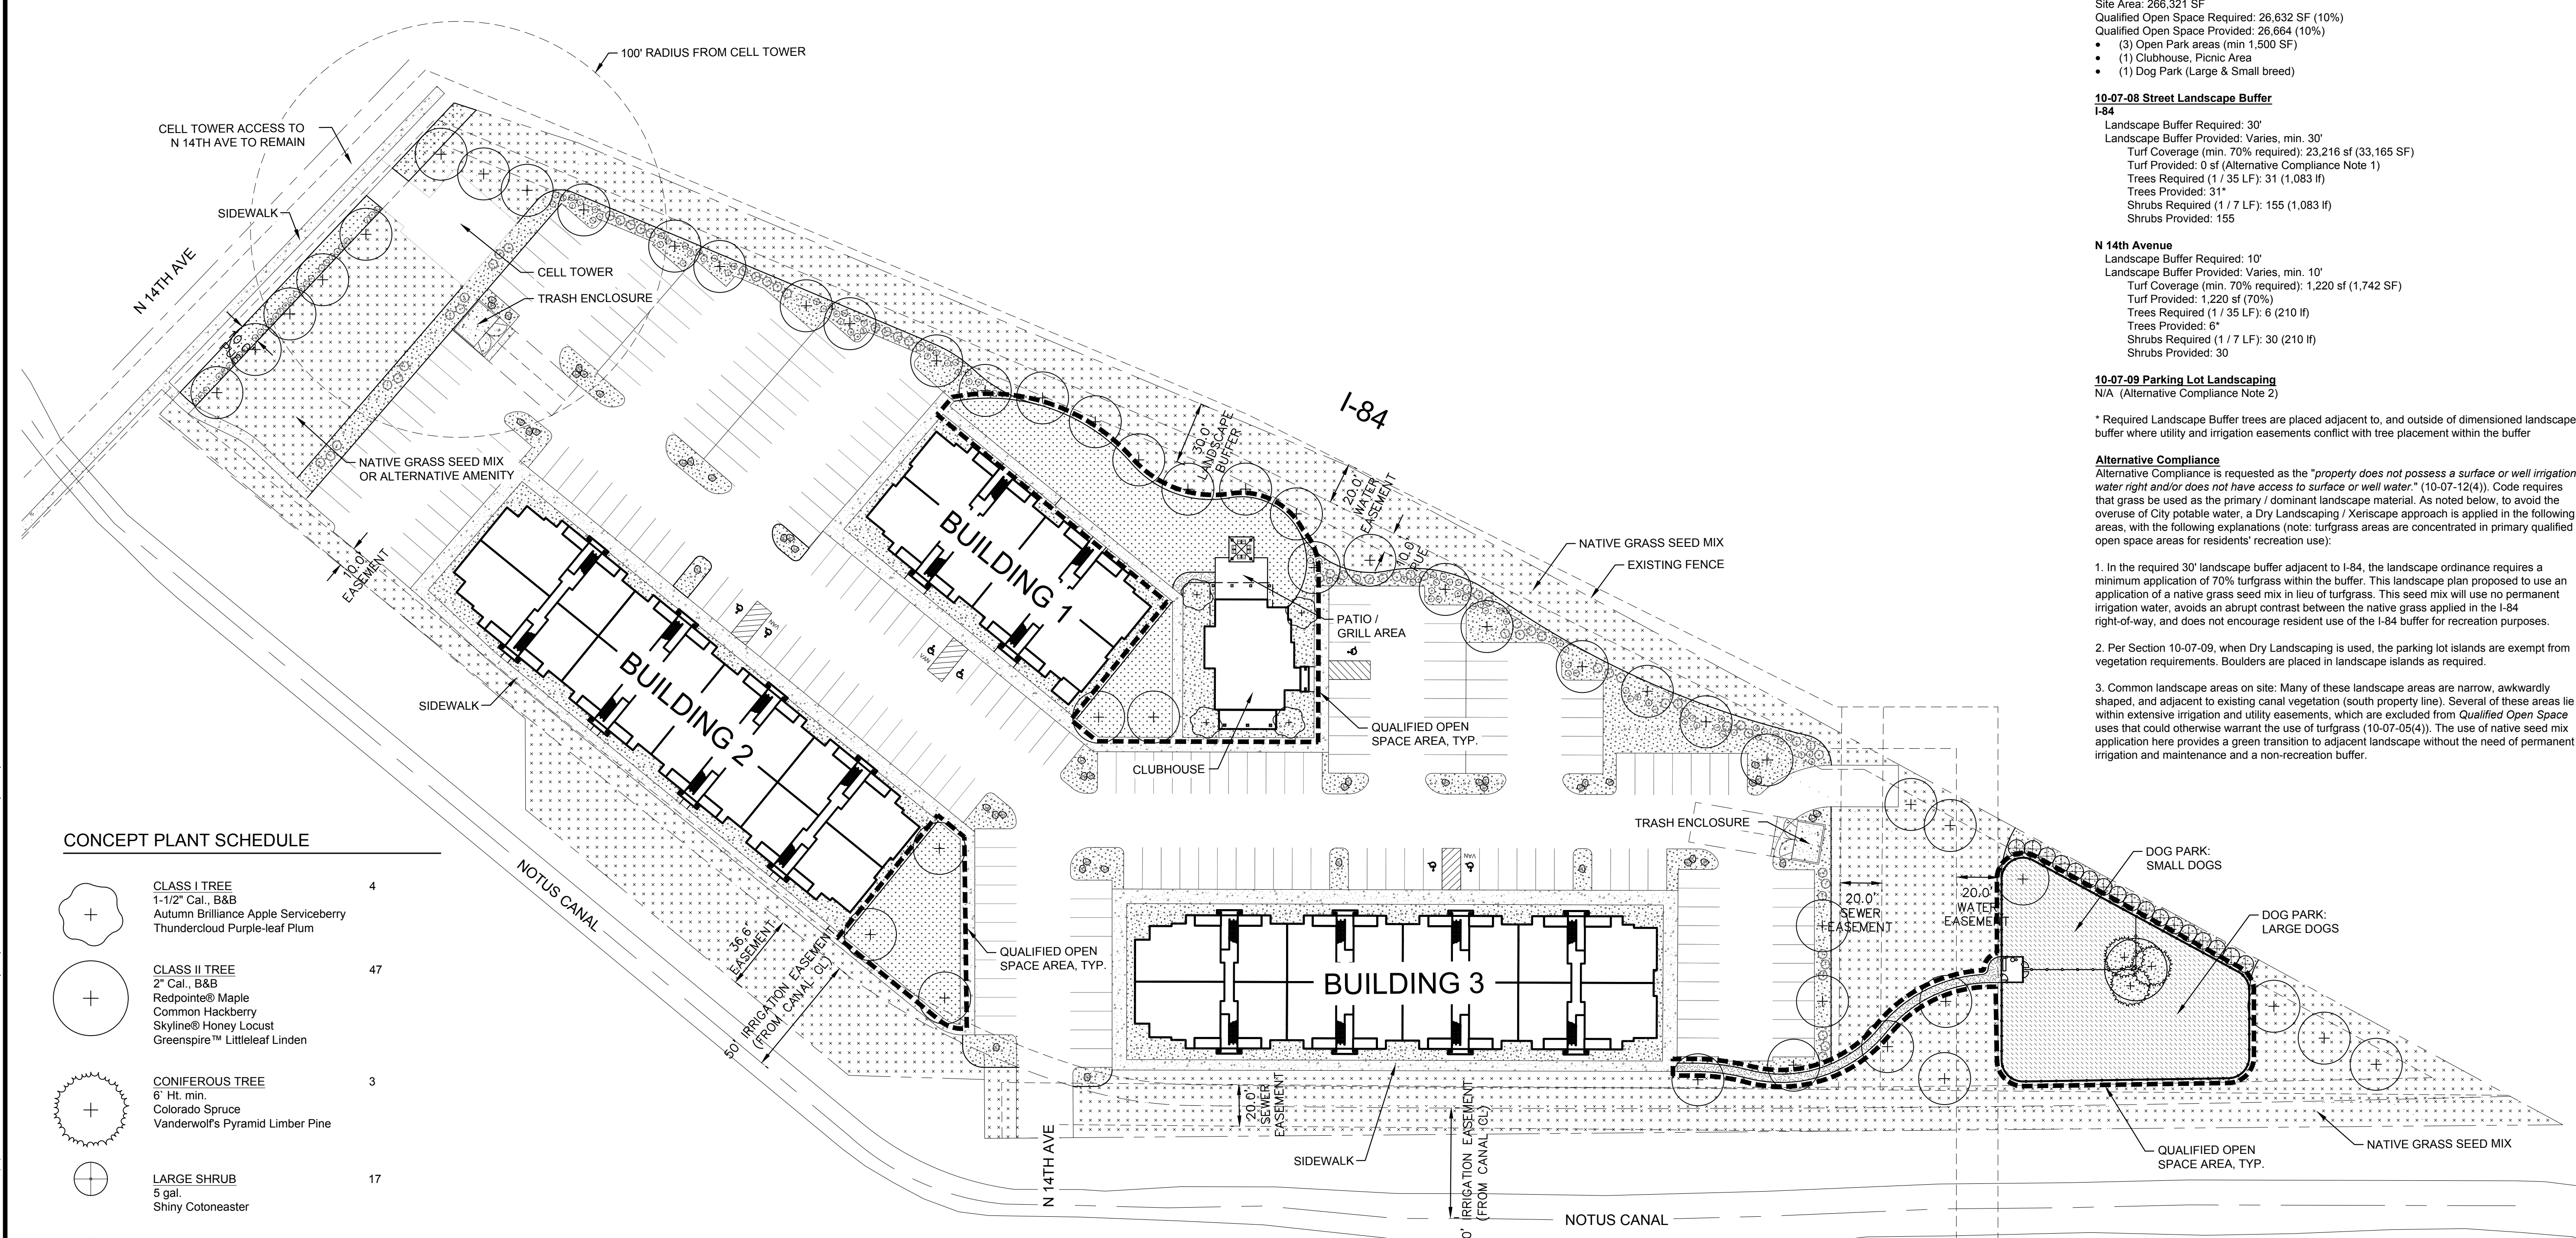 100' RADIUS FROM CELL TOWER
CELL TOWER ACCESS TO
N 14TH AVE TO REMAIN
SIDEWALK
N 14TH AVE
CELL TOWER
TRASH ENCLOSURE
NATIVE GRASS SEED MIX
OR ALTERNATIVE AMENITY
10.0'
EASEMENT
I-84
30.0'
LANDSCAPE
BUFFER
20.0'
WATER
EASEMENT
10.0'
PUE
NATIVE GRASS SEED MIX
EXISTING FENCE
BUILDING 1
BUILDING 2
VAN
VAN
PATIO /
GRILL AREA
SIDEWALK
QUALIFIED OPEN
SPACE AREA, TYP.
CLUBHOUSE
TRASH ENCLOSURE
VAN
DOG PARK:
SMALL DOGS
DOG PARK:
LARGE DOGS
20.0'
SEWER
EASEMENT
20.0'
WATER
EASEMENT
NOTUS CANAL
36.6'
EASEMENT
50' IRRIGATION EASEMENT
(FROM CANAL CL)
QUALIFIED OPEN
SPACE AREA, TYP.
BUILDING 3
20.0'
SEWER
EASEMENT
N 14TH AVE
SIDEWALK
0' IRRIGATION EASEMENT
(FROM CANAL CL)
NOTUS CANAL
QUALIFIED OPEN
SPACE AREA, TYP.
NATIVE GRASS SEED MIX
CONCEPT PLANT SCHEDULE
CLASS I TREE 4
1-1/2" Cal., B&B
Autumn Brilliance Apple Serviceberry
Thundercloud Purple-leaf Plum
CLASS II TREE 47
2" Cal., B&B
Redpointe® Maple
Common Hackberry
Skyline® Honey Locust
Greenspire™ Littleleaf Linden
CONIFEROUS TREE 3
6` Ht. min.
Colorado Spruce
Vanderwolf's Pyramid Limber Pine
LARGE SHRUB 17
5 gal.
Shiny Cotoneaster
Site Area: 266,321 SF
Qualified Open Space Required: 26,632 SF (10%)
Qualified Open Space Provided: 26,664 (10%)
• (3) Open Park areas (min 1,500 SF)
• (1) Clubhouse, Picnic Area
• (1) Dog Park (Large & Small breed)
10-07-08 Street Landscape Buffer
I-84
Landscape Buffer Required: 30'
Landscape Buffer Provided: Varies, min. 30'
Turf Coverage (min. 70% required): 23,216 sf (33,165 SF)
Turf Provided: 0 sf (Alternative Compliance Note 1)
Trees Required (1 / 35 LF): 31 (1,083 lf)
Trees Provided: 31*
Shrubs Required (1 / 7 LF): 155 (1,083 lf)
Shrubs Provided: 155
N 14th Avenue
Landscape Buffer Required: 10'
Landscape Buffer Provided: Varies, min. 10'
Turf Coverage (min. 70% required): 1,220 sf (1,742 SF)
Turf Provided: 1,220 sf (70%)
Trees Required (1 / 35 LF): 6 (210 lf)
Trees Provided: 6*
Shrubs Required (1 / 7 LF): 30 (210 lf)
Shrubs Provided: 30
10-07-09 Parking Lot Landscaping
N/A (Alternative Compliance Note 2)
* Required Landscape Buffer trees are placed adjacent to, and outside of dimensioned landscape
buffer where utility and irrigation easements conflict with tree placement within the buffer
Alternative Compliance
Alternative Compliance is requested as the "property does not possess a surface or well irrigation
water right and/or does not have access to surface or well water." (10-07-12(4)). Code requires
that grass be used as the primary / dominant landscape material. As noted below, to avoid the
overuse of City potable water, a Dry Landscaping / Xeriscape approach is applied in the following
areas, with the following explanations (note: turfgrass areas are concentrated in primary qualified
open space areas for residents' recreation use):
1. In the required 30' landscape buffer adjacent to I-84, the landscape ordinance requires a
minimum application of 70% turfgrass within the buffer. This landscape plan proposed to use an
application of a native grass seed mix in lieu of turfgrass. This seed mix will use no permanent
irrigation water, avoids an abrupt contrast between the native grass applied in the I-84
right-of-way, and does not encourage resident use of the I-84 buffer for recreation purposes.
2. Per Section 10-07-09, when Dry Landscaping is used, the parking lot islands are exempt from
vegetation requirements. Boulders are placed in landscape islands as required.
3. Common landscape areas on site: Many of these landscape areas are narrow, awkwardly
shaped, and adjacent to existing canal vegetation (south property line). Several of these areas lie
within extensive irrigation and utility easements, which are excluded from Qualified Open Space
uses that could otherwise warrant the use of turfgrass (10-07-05(4)). The use of native seed mix
application here provides a green transition to adjacent landscape without the need of permanent
irrigation and maintenance and a non-recreation buffer.